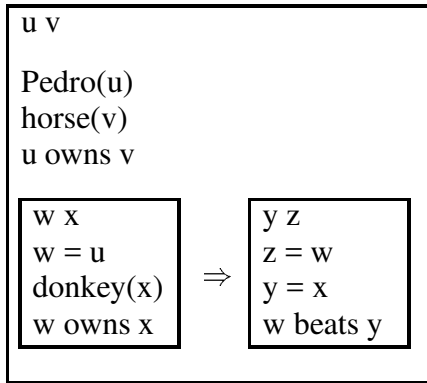 u v
Pedro(u)
horse(v)
u owns v
w x
w = u
donkey(x)
w owns x
⇒
y z
z = w
y = x
w beats y